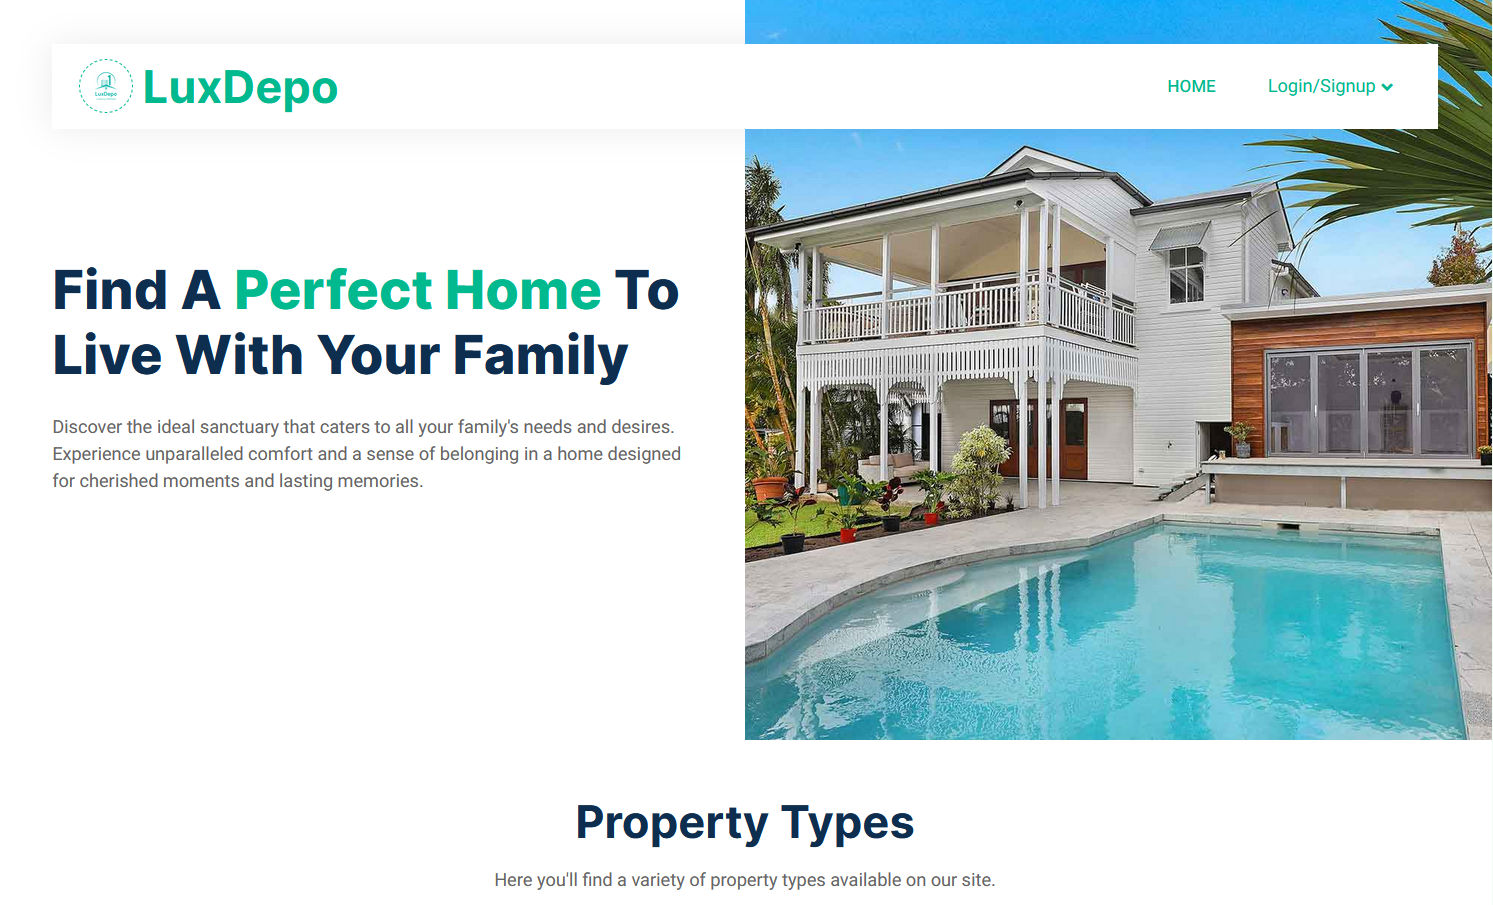 LuxDepo
LuxDepo
HOME
Login/Signup
Find A Perfect Home To
Live With Your Family
Discover the ideal sanctuary that caters to all your family's needs and desires.
Experience unparalleled comfort and a sense of belonging in a home designed
for cherished moments and lasting memories.
Property Types
Here you'll find a variety of property types available on our site.